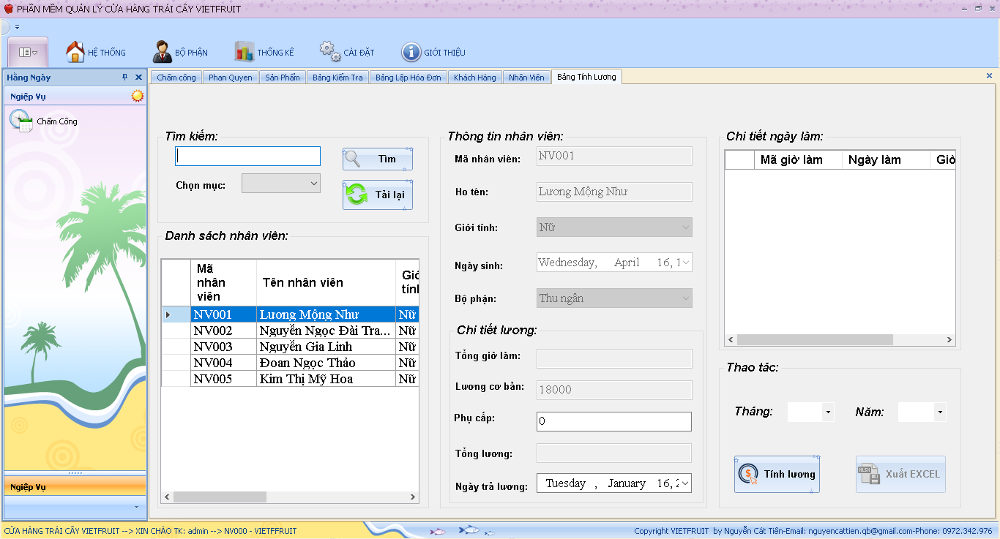 PHẦN MỀM QUẢN LÝ CỬA HÀNG TRÁI CÂY VIETFRUIT
HỆ THỐNG
BỘ PHẬN
THỐNG KÊ
CÀI ĐẶT
GIỚI THIỆU
Hằng Ngày
Chấm công
Phan Quyen
Sản Phẩm
Bảng Kiểm Tra
Bảng Lập Hóa Đơn
Khách Hàng
Nhân Viên
Bảng Tính Lương
Ngiệp Vụ
Chấm Công
Tìm kiếm:
Tìm
Chọn mục:
Tải lại
Danh sách nhân viên:
Mã nhân viên
Tên nhân viên
Giớ tính
NV001 Lương Mộng Như Nữ
NV002 Nguyễn Ngọc Đài Tra... Nữ
NV003 Nguyễn Gia Linh Nữ
NV004 Đoan Ngọc Thảo Nữ
NV005 Kim Thị Mỹ Hoa Nữ
Thông tin nhân viên:
Mã nhân viên: NV001
Ho tên: Lương Mộng Như
Giới tính: Nữ
Ngày sinh: Wednesday, April 16, 1
Bộ phận: Thu ngân
Chi tiết lương:
Tổng giờ làm:
Lương cơ bản: 18000
Phụ cấp: 0
Tổng lương:
Ngày trả lương: Tuesday , January 16,
Chi tiết ngày làm:
Mã giờ làm
Ngày làm
Giò
Thao tác:
Tháng:
Năm:
Tính lương
XLSX
Xuất EXCEL
Ngiệp Vụ
CỬA HÀNG TRÁI CÂY VIETFRUIT --> XIN CHÀO TK: admin --> NV000 - VIETFFRUIT
Copyright VIETFRUIT by Nguyễn Cát Tiên-Email: nguyencattien.qb@gmail.com-Phone: 0972.342.976